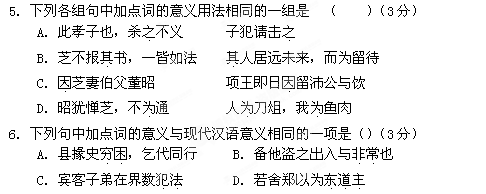 5. 下列各组句中加点词的意义用法相同的一组是 （　　）(3分)
A. 此孝子也，杀之不义　　子犯请击之
B. 芝不报其书，一皆如法　　其人居远未来，而为留待
C. 因芝妻伯父董昭　　项王即日因留沛公与饮
D. 昭犹惮芝，不为通　　人为刀俎，我为鱼肉
6. 下列句中加点词的意义与现代汉语意义相同的一项是()(3分)
A. 县掾史穷困，乞代同行　　B. 备他盗之出入与非常也
C. 宾客子弟在界数犯法　　D. 若舍郑以为东道主